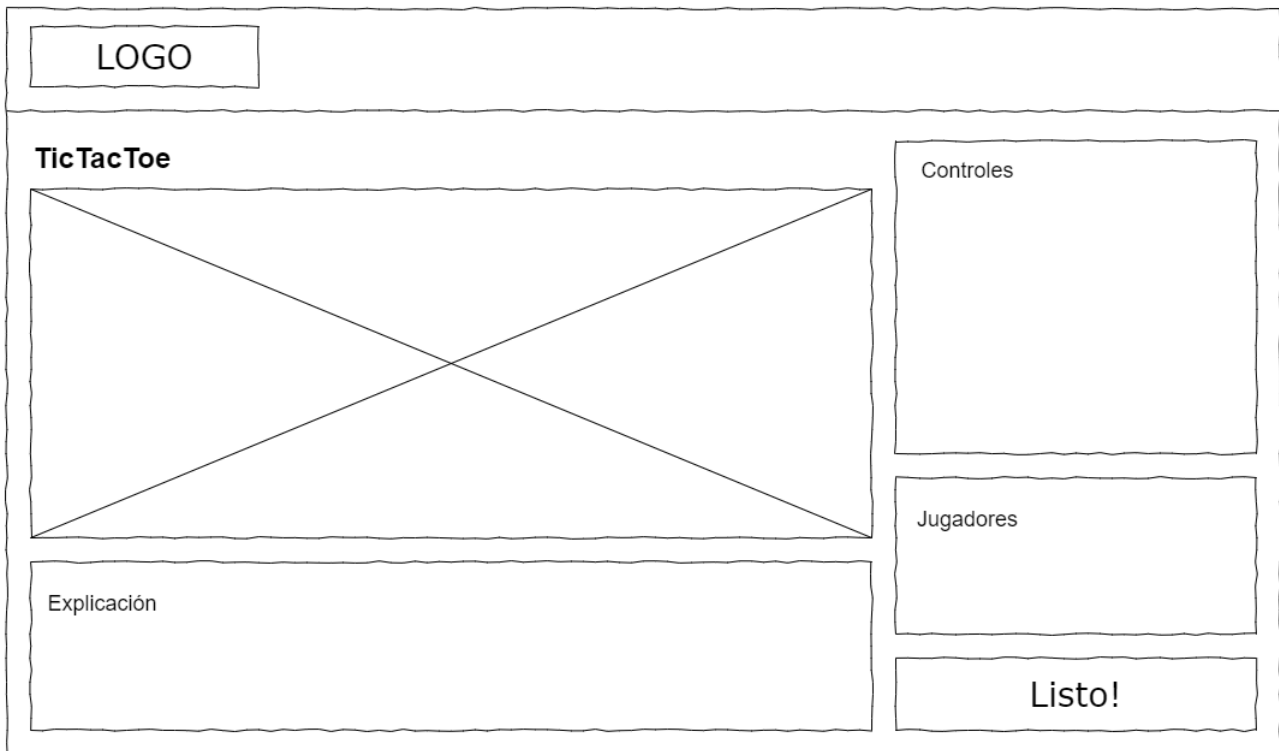 LOGO
TicTacToe
Explicación
Controles
Jugadores
Listo!